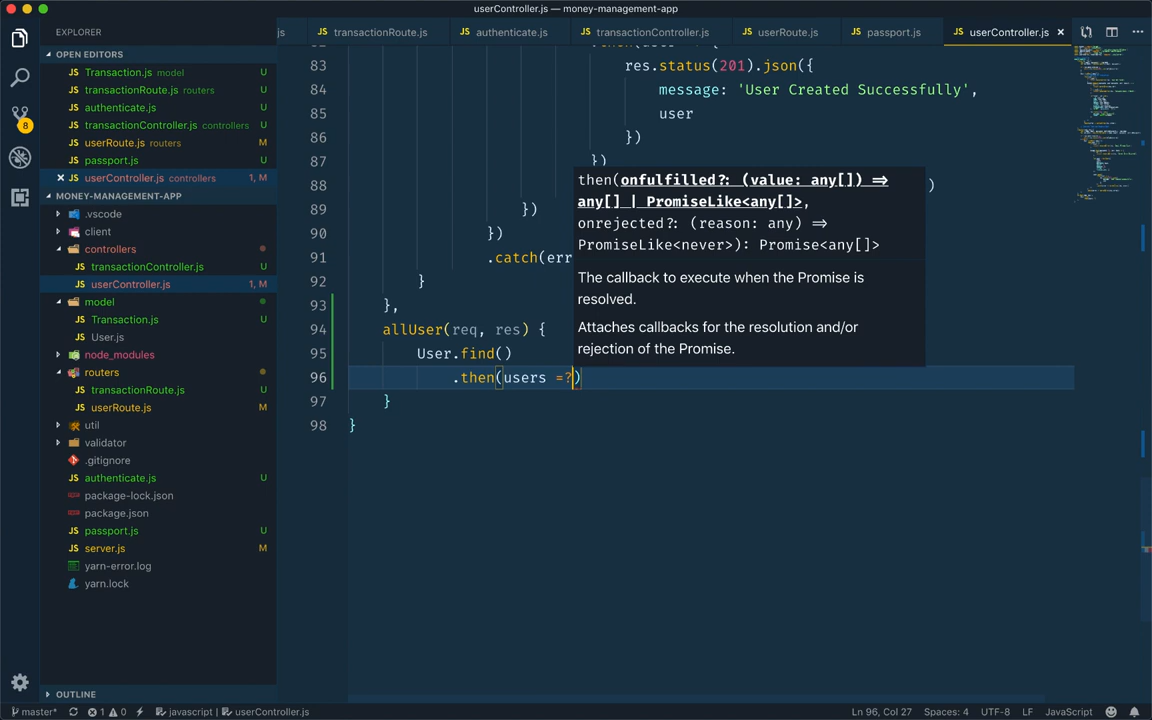 userController.js — money-management-app
EXPLORER
js
transactionRoute.js
authenticate.js
transactionController.js
userRoute.js
passport.js
userController.js ×
OPEN EDITORS
Transaction.js model U
transactionRoute.js routers U
authenticate.js U
transactionController.js controllers U
userRoute.js routers M
passport.js U
userController.js controllers 1, M
MONEY-MANAGEMENT-APP
.vscode
client
controllers
transactionController.js U
userController.js 1, M
model
Transaction.js U
User.js
node_modules
routers
transactionRoute.js U
userRoute.js M
util
validator
.gitignore
authenticate.js U
package-lock.json
package.json
passport.js U
server.js M
yarn-error.log
yarn.lock
OUTLINE
8
83 res.status(201).json({
84 message: 'User Created Successfully',
85 user
86 })
87 })
88 )
89 })
90 })
91 .catch(err
92 }
93 },
94 allUser(req, res) {
95 User.find()
96 .then(users =?)
97 }
98 }
then(onfulfilled?: (value: any[]) =>
any[] | PromiseLike<any[]>,
onrejected?: (reason: any) =>
PromiseLike<never>): Promise<any[]>
The callback to execute when the Promise is
resolved.
Attaches callbacks for the resolution and/or
rejection of the Promise.
master* 1 0 javascript | userController.js Ln 96, Col 27 Spaces: 4 UTF-8 LF JavaScript